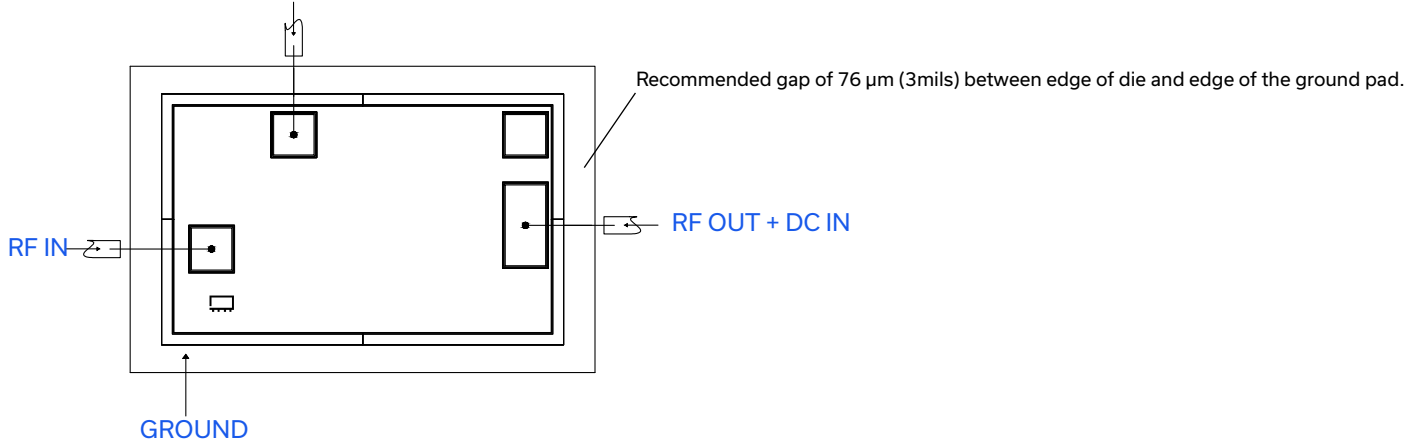 Recommended gap of 76 µm (3mils) between edge of die and edge of the ground pad.
RF OUT + DC IN
RF IN
GROUND